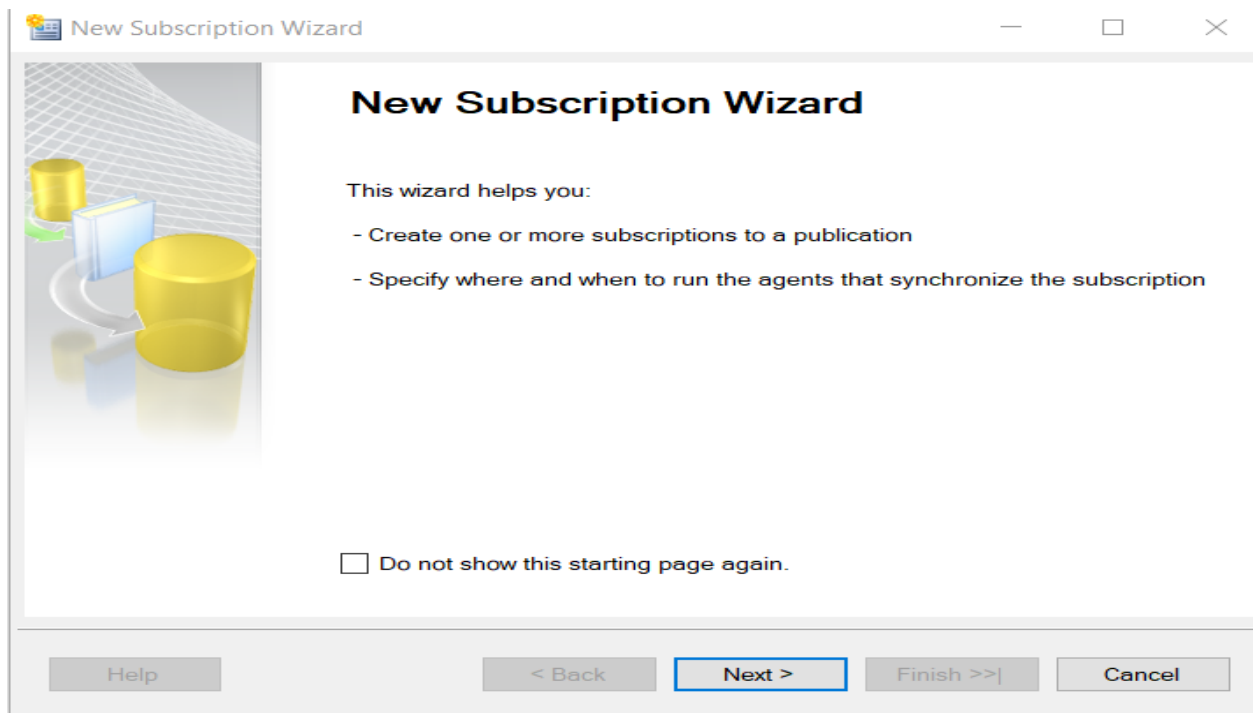 New Subscription Wizard
New Subscription Wizard
This wizard helps you:
- Create one or more subscriptions to a publication
- Specify where and when to run the agents that synchronize the subscription
Do not show this starting page again.
Help
< Back
Next >
Finish >>|
Cancel